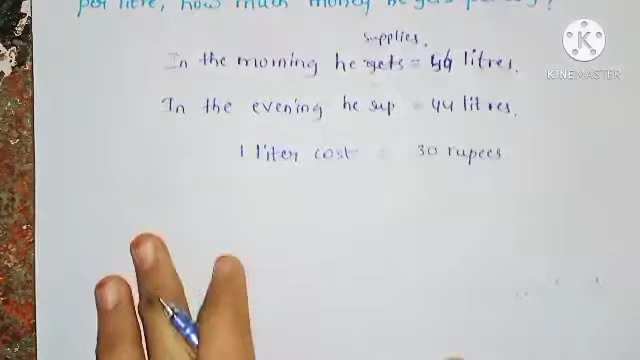 per litre, how much money he gets per day?
supplies.
In the morning he gets = 56 litres.
In the evening he sup = 44 litres.
1 liter cost = 30 rupees
KINEMASTER